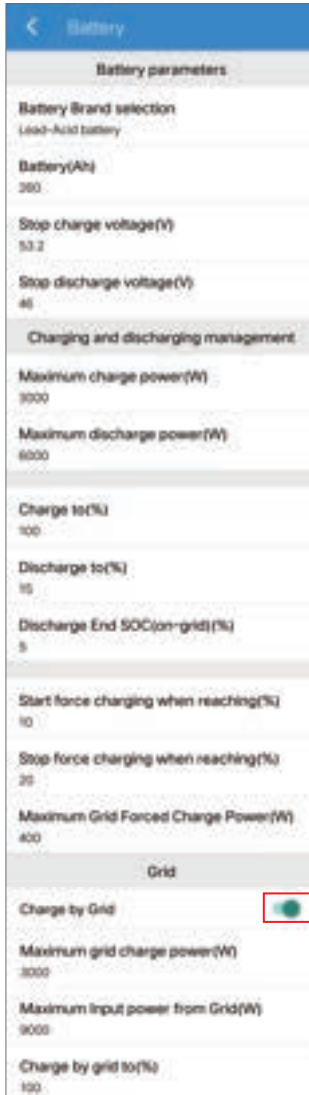 Battery
Battery parameters
Battery Brand selection
Lead-Acid battery
Battery(Ah)
260
Stop charge voltage(V)
53.2
Stop discharge voltage(V)
46
Charging and discharging management
Maximum charge power(W)
3000
Maximum discharge power(W)
6000
Charge to(%)
100
Discharge to(%)
15
Discharge End SOC(on-grid)(%)
5
Start force charging when reaching(%)
10
Stop force charging when reaching(%)
20
Maximum Grid Forced Charge Power(W)
400
Grid
Charge by Grid
Maximum grid charge power(W)
3000
Maximum Input power from Grid(W)
9000
Charge by grid to(%)
100